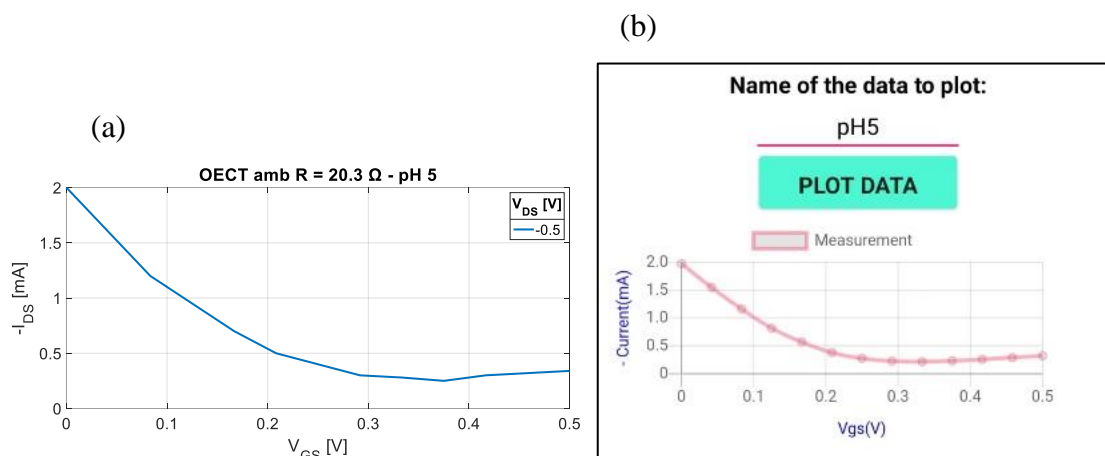 (a)
OECT amb R = 20.3 Ω - pH 5
V_DS [V]
-0.5
2
1.5
1
0.5
0
-I_DS [mA]
0 0.1 0.2 0.3 0.4 0.5
V_GS [V]
(b)
Name of the data to plot:
pH5
PLOT DATA
Measurement
2.0
1.5
1.0
0.5
0
- Current(mA)
0 0.1 0.2 0.3 0.4 0.5
Vgs(V)